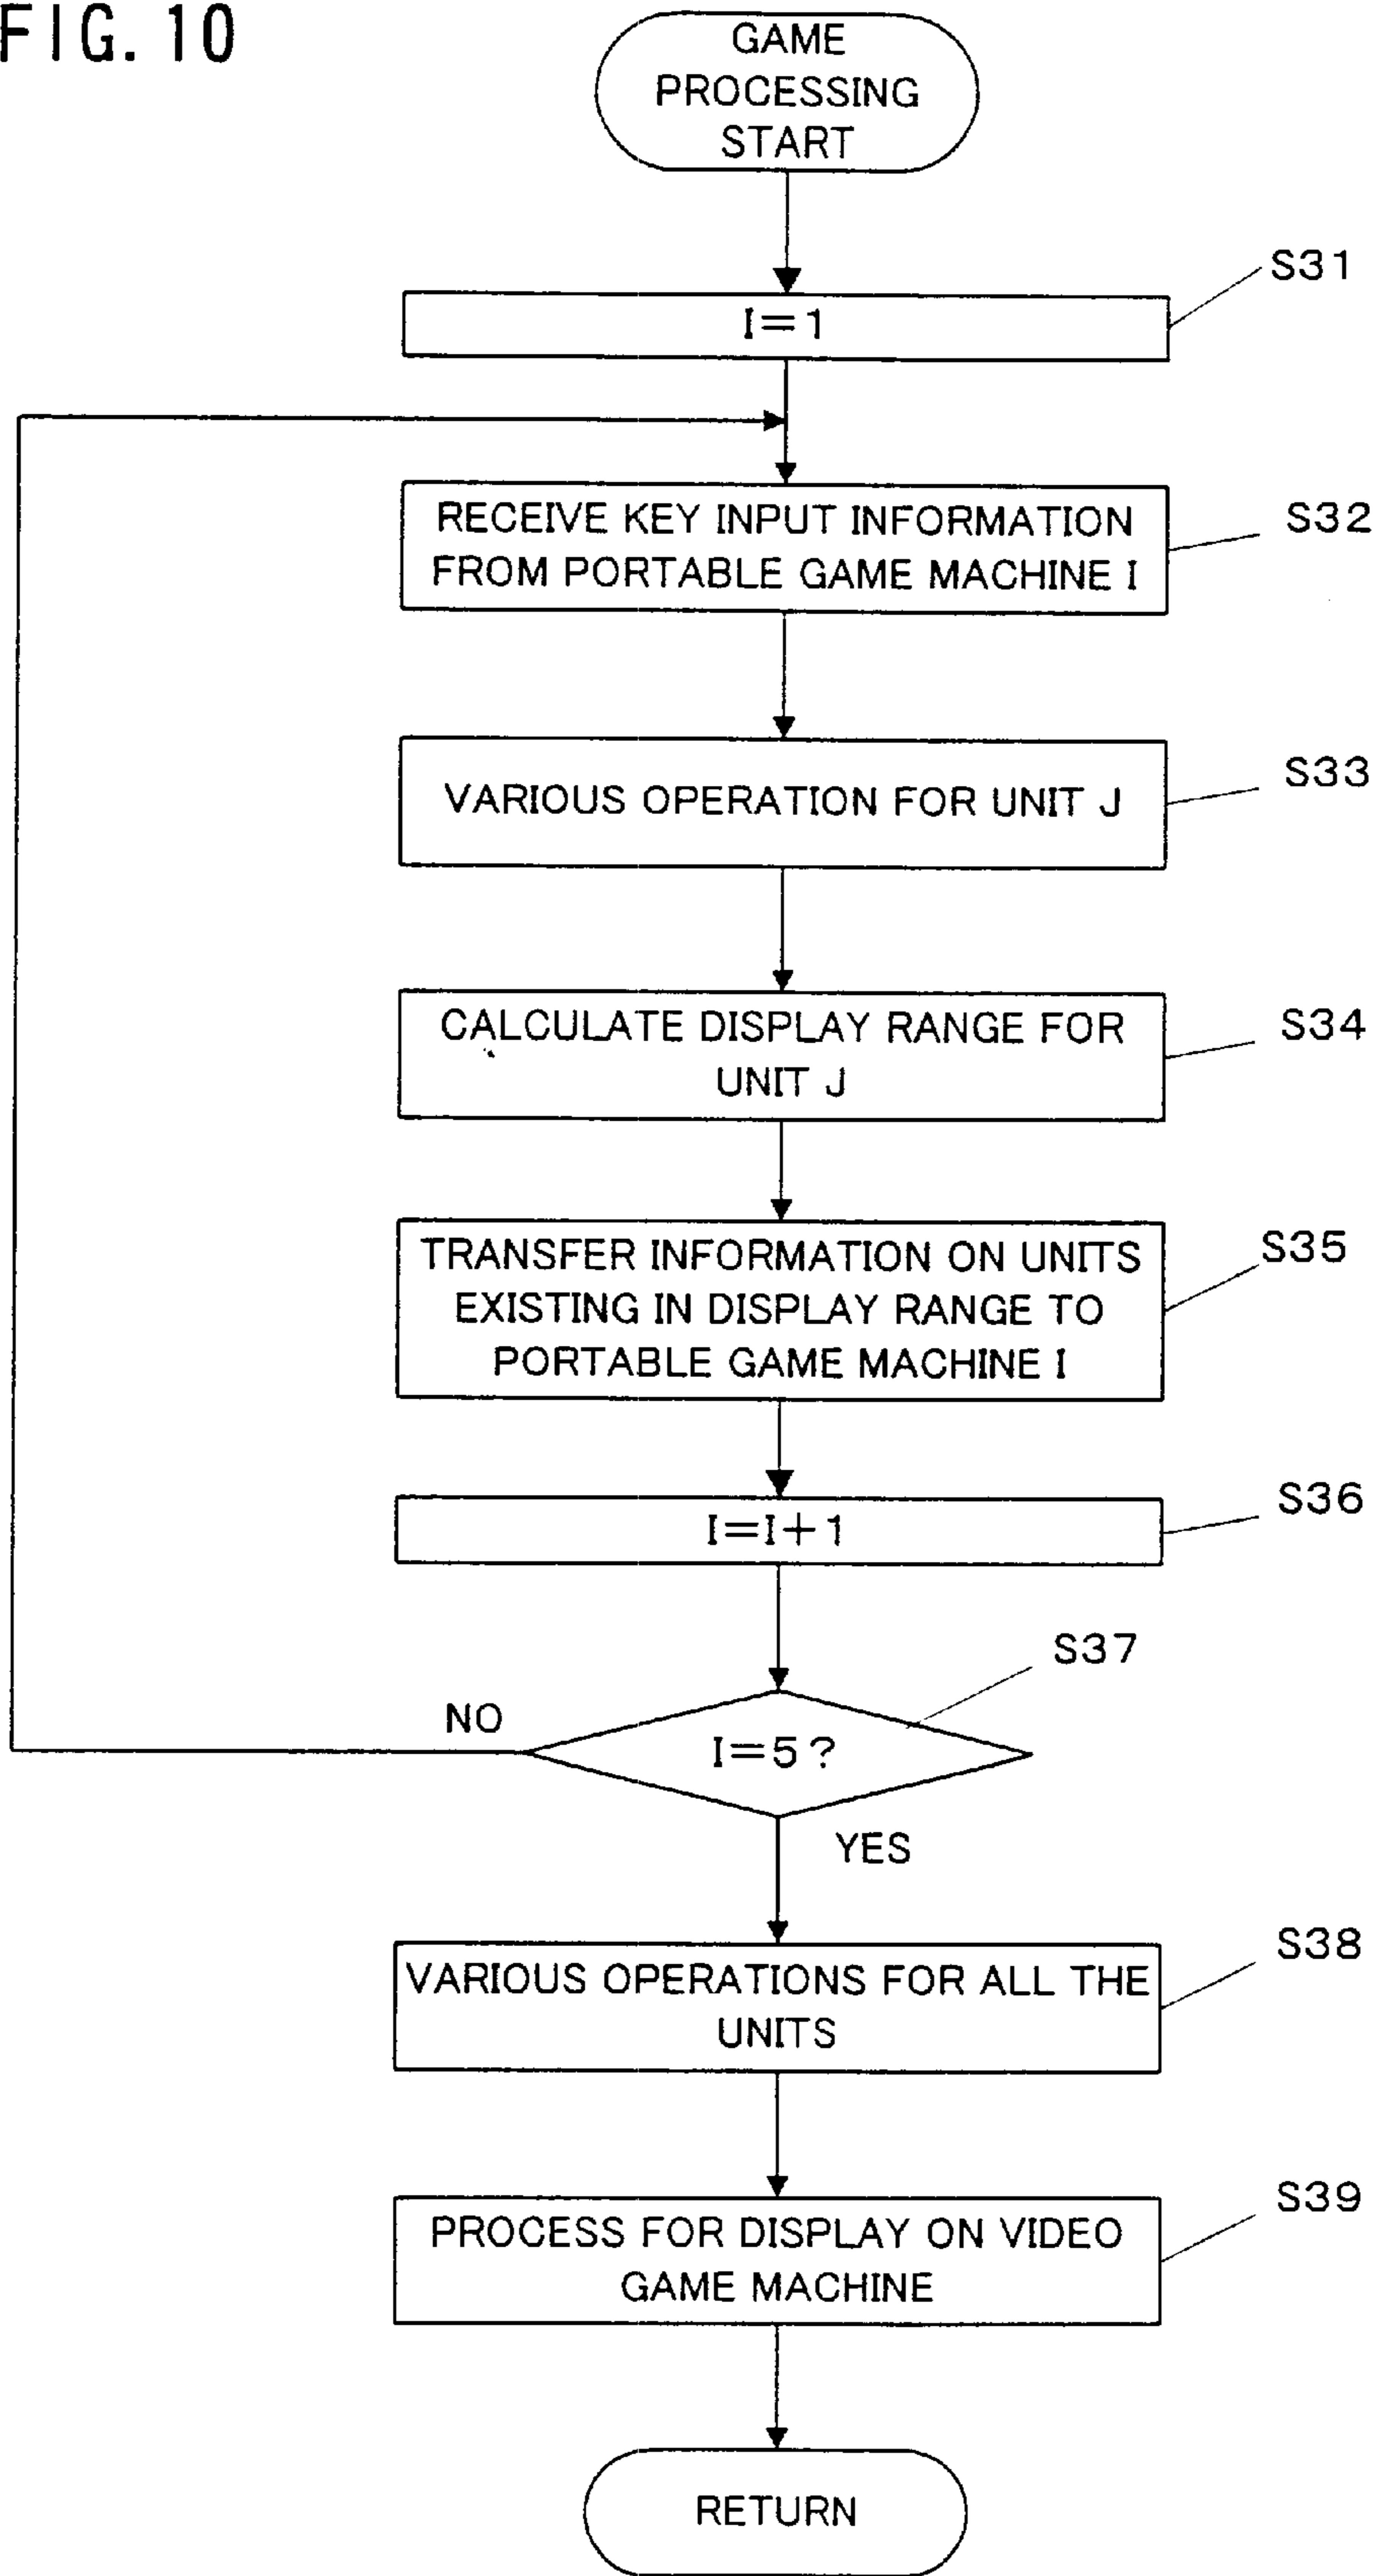 FIG. 10
GAME
PROCESSING
START
S31
I=1
RECEIVE KEY INPUT INFORMATION
FROM PORTABLE GAME MACHINE I
S32
VARIOUS OPERATION FOR UNIT J
S33
CALCULATE DISPLAY RANGE FOR
UNIT J
S34
TRANSFER INFORMATION ON UNITS
EXISTING IN DISPLAY RANGE TO
PORTABLE GAME MACHINE I
S35
I=I+1
S36
S37
NO
I=5?
YES
VARIOUS OPERATIONS FOR ALL THE
UNITS
S38
PROCESS FOR DISPLAY ON VIDEO
GAME MACHINE
S39
RETURN